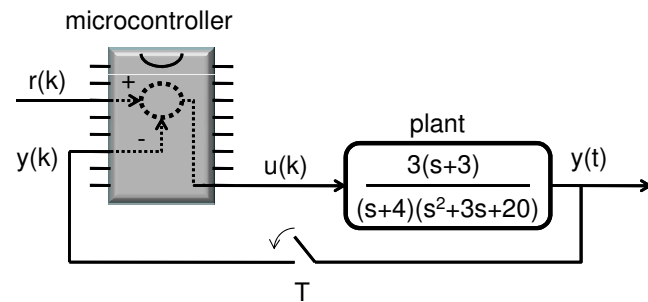 microcontroller
r(k)
+
-
y(k)
u(k)
plant
3(s+3)
(s+4)(s²+3s+20)
y(t)
T